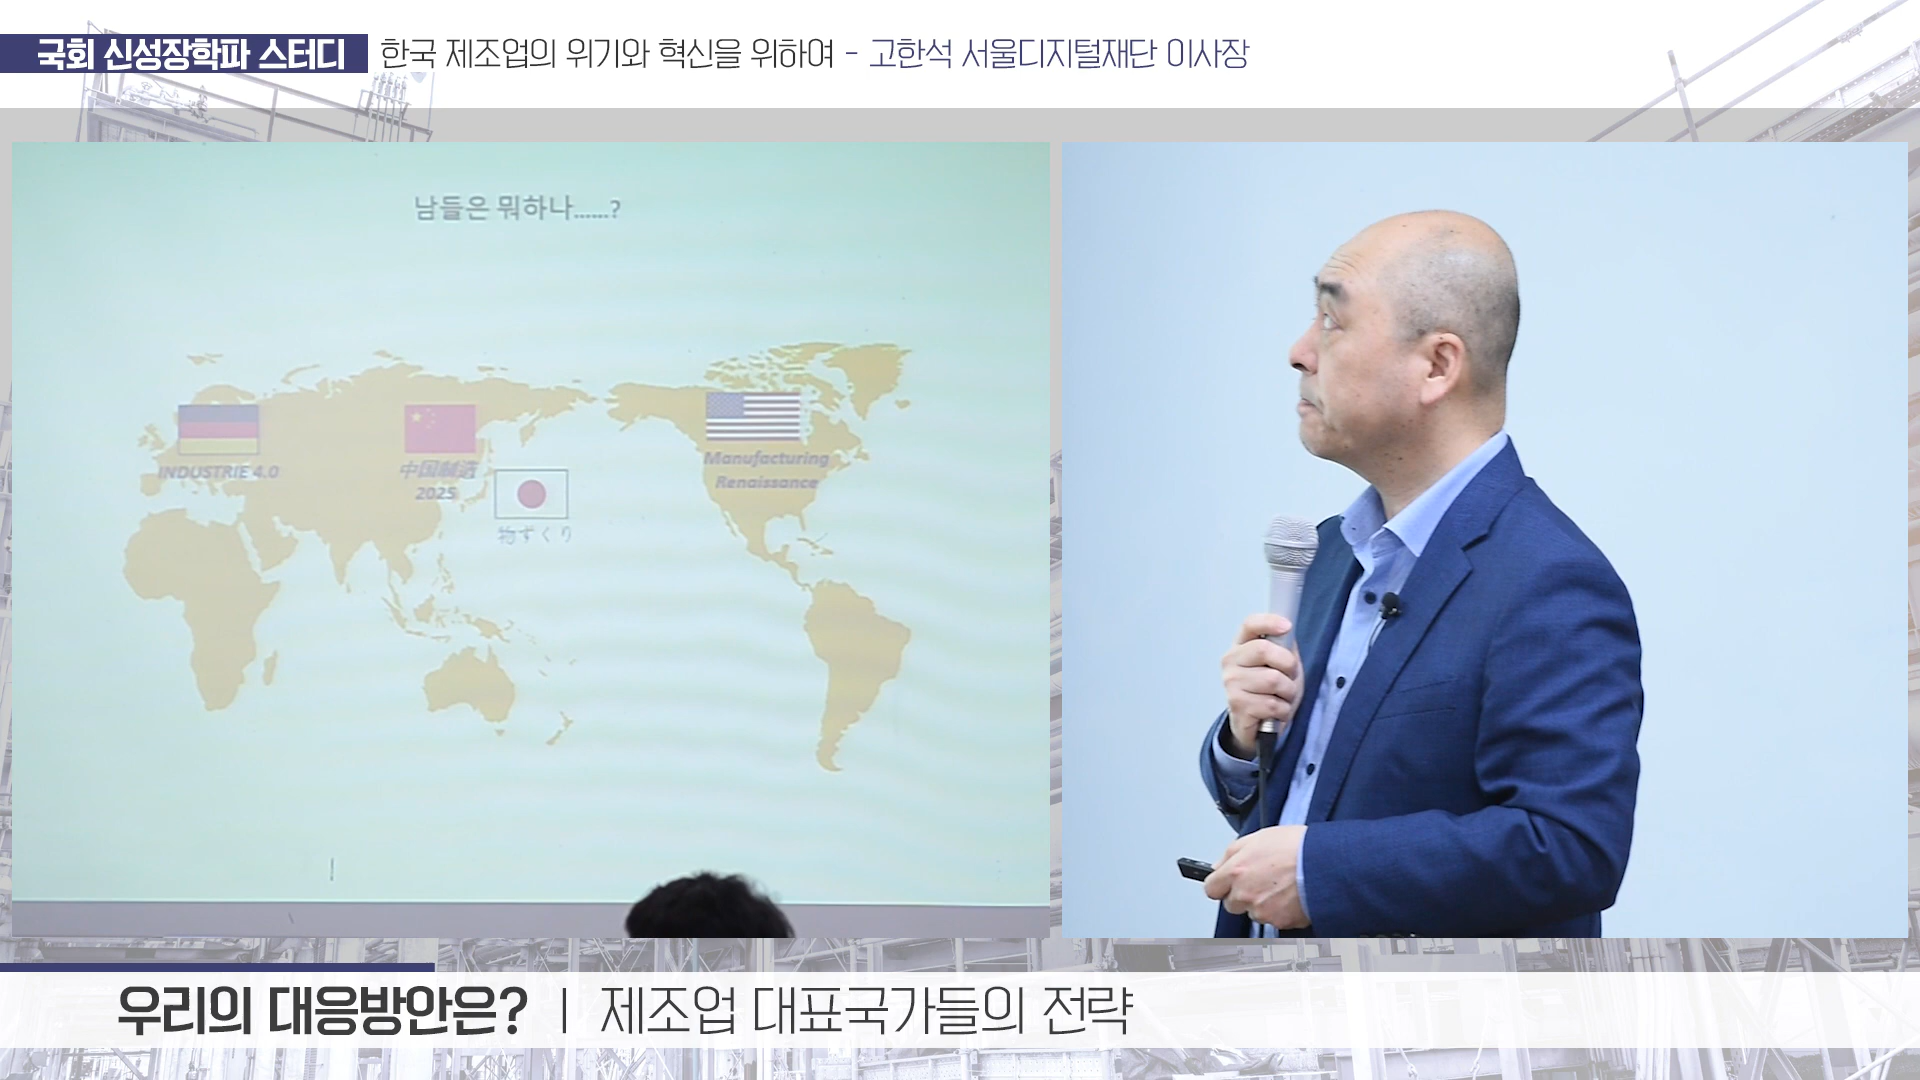 국회 신성장학파 스터디 한국 제조업의 위기와 혁신을 위하여 - 고한석 서울디지털재단 이사장
남들은 뭐하나......?
INDUSTRIE 4.0
中国制造
2025
物ずくり
Manufacturing
Renaissance
우리의 대응방안은? | 제조업 대표국가들의 전략